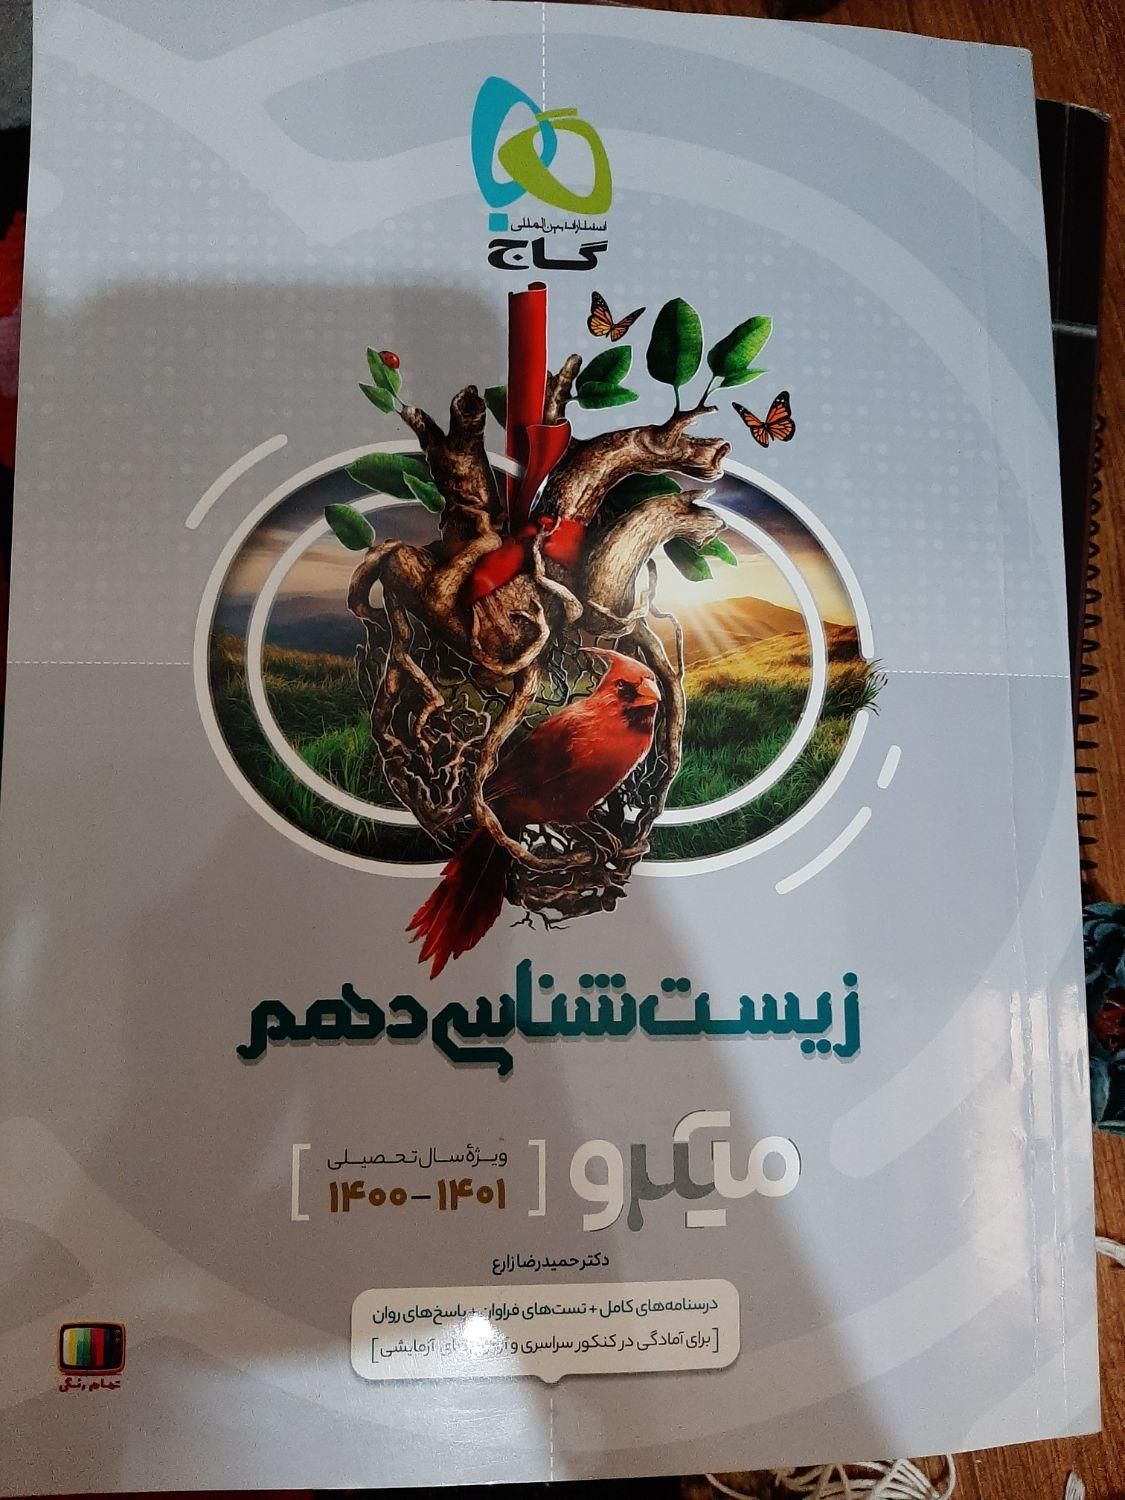 انتشارات بین‌المللی
گاج
زیست‌شناسی دهم
میکرو
[ ویژهٔ سال تحصیلی
۱۴۰۰-۱۴۰۱ ]
دکتر حمیدرضا زارع
درسنامه‌های کامل + تست‌های فراوان + پاسخ‌های روان
[برای آمادگی در کنکور سراسری و آزمون‌های آزمایشی]
تمام رنگی